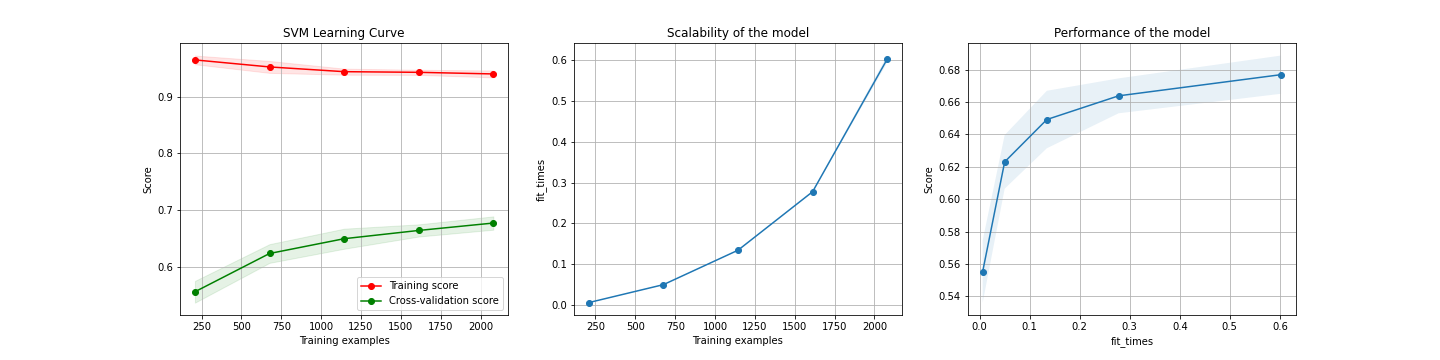 SVM Learning Curve
Score
0.9
0.8
0.7
0.6
Training score
Cross-validation score
250 500 750 1000 1250 1500 1750 2000
Training examples
Scalability of the model
fit_times
0.6
0.5
0.4
0.3
0.2
0.1
0.0
250 500 750 1000 1250 1500 1750 2000
Training examples
Performance of the model
Score
0.68
0.66
0.64
0.62
0.60
0.58
0.56
0.54
0.0 0.1 0.2 0.3 0.4 0.5 0.6
fit_times